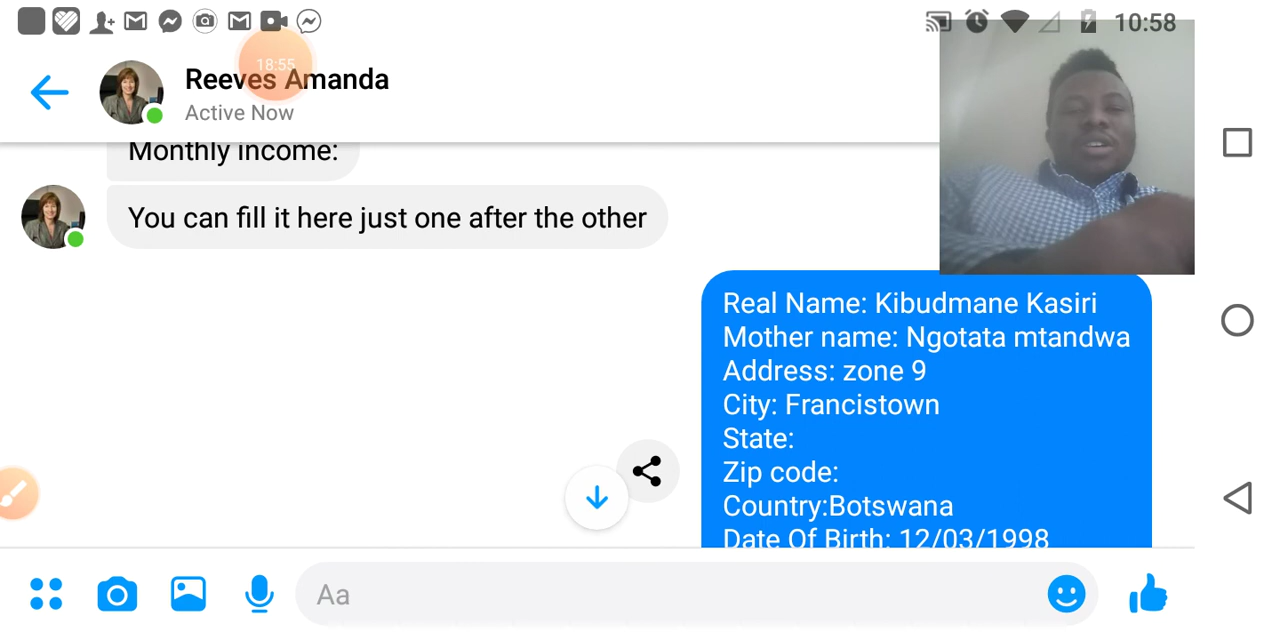 10:58
18:55
Reeves Amanda
Active Now
Monthly income:
You can fill it here just one after the other
Real Name: Kibudmane Kasiri
Mother name: Ngotata mtandwa
Address: zone 9
City: Francistown
State:
Zip code:
Country:Botswana
Date Of Birth: 12/03/1998
Aa